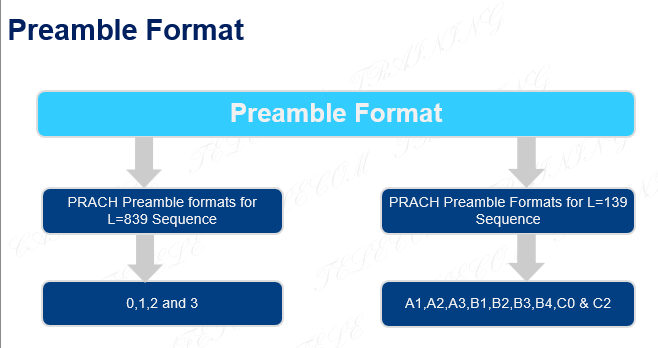 Preamble Format
Preamble Format
PRACH Preamble formats for
L=839 Sequence
PRACH Preamble Formats for L=139
Sequence
0,1,2 and 3
A1,A2,A3,B1,B2,B3,B4,C0 & C2